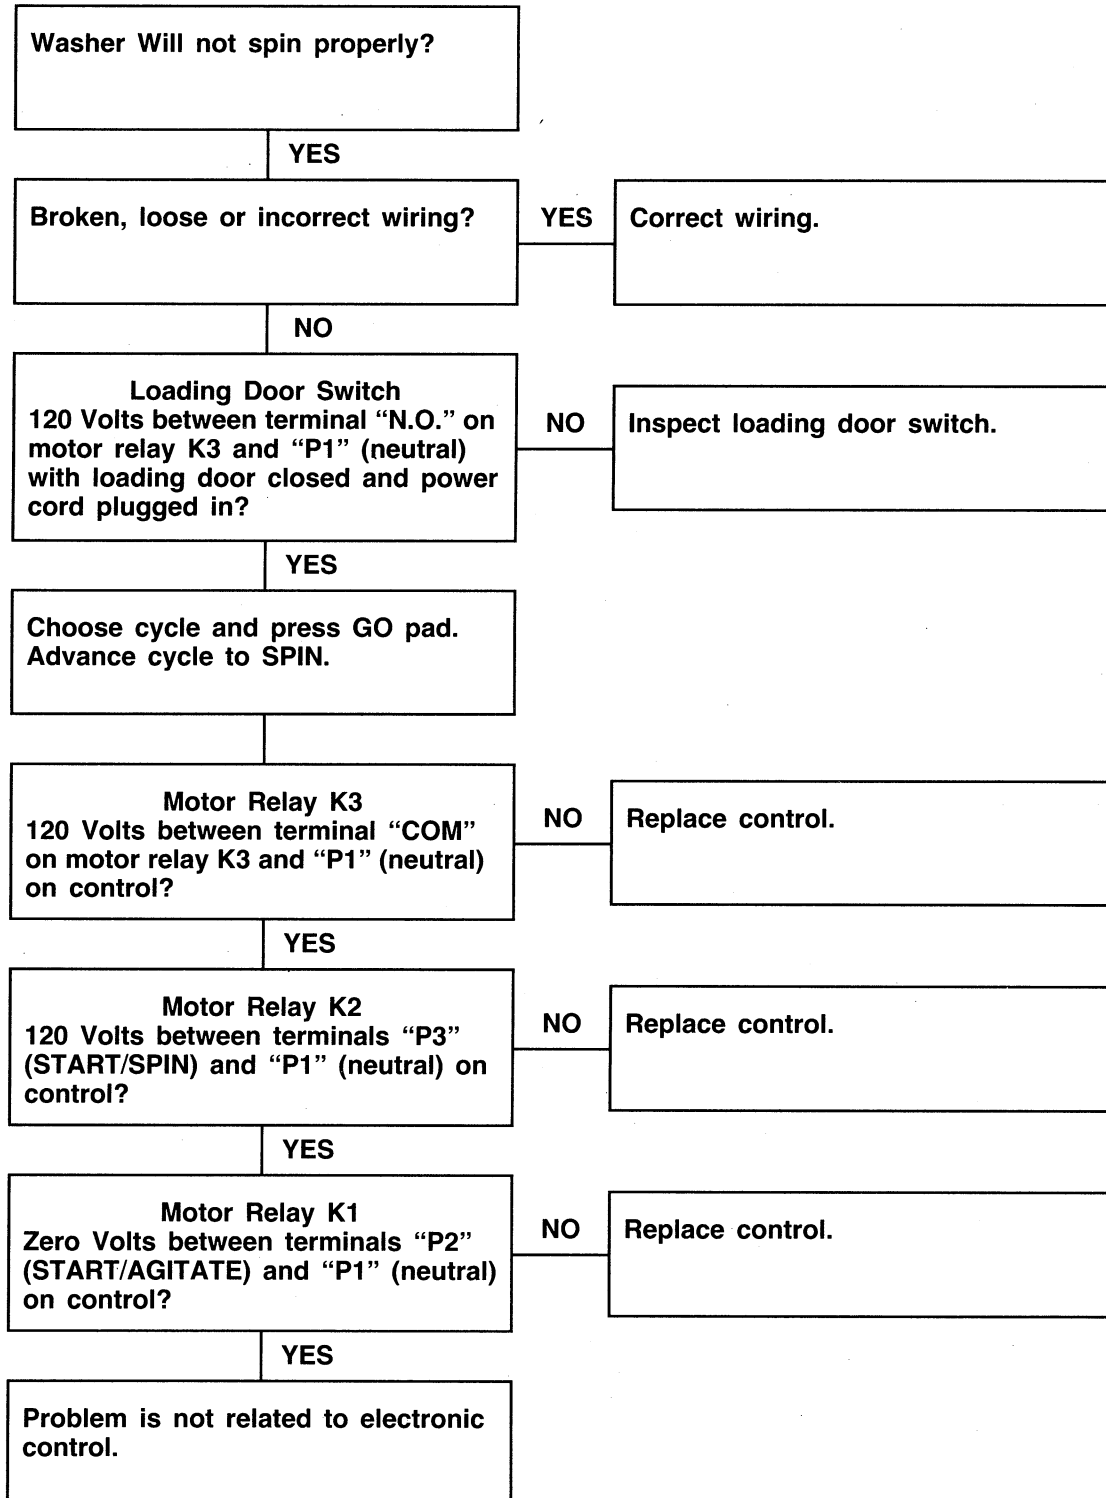 Washer Will not spin properly?
YES
Broken, loose or incorrect wiring?
YES
Correct wiring.
NO
Loading Door Switch
120 Volts between terminal “N.O.” on
motor relay K3 and “P1” (neutral)
with loading door closed and power
cord plugged in?
NO
Inspect loading door switch.
YES
Choose cycle and press GO pad.
Advance cycle to SPIN.
Motor Relay K3
120 Volts between terminal “COM”
on motor relay K3 and “P1” (neutral)
on control?
NO
Replace control.
YES
Motor Relay K2
120 Volts between terminals “P3”
(START/SPIN) and “P1” (neutral) on
control?
NO
Replace control.
YES
Motor Relay K1
Zero Volts between terminals “P2”
(START/AGITATE) and “P1” (neutral)
on control?
NO
Replace control.
YES
Problem is not related to electronic
control.